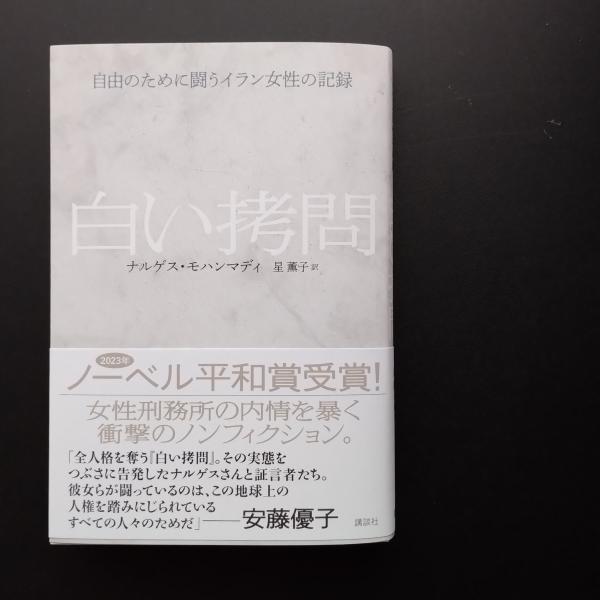 自由のために闘うイラン女性の記録
白い拷問
ナルゲス・モハンマディ 星 薫子 訳
2023年
ノーベル平和賞受賞!
女性刑務所の内情を暴く
衝撃のノンフィクション。
「全人格を奪う『白い拷問』。その実態を
つぶさに告発したナルゲスさんと証言者たち。
彼女らが闘っているのは、この地球上の
人権を踏みにじられている
すべての人々のためだ」──安藤優子
講談社